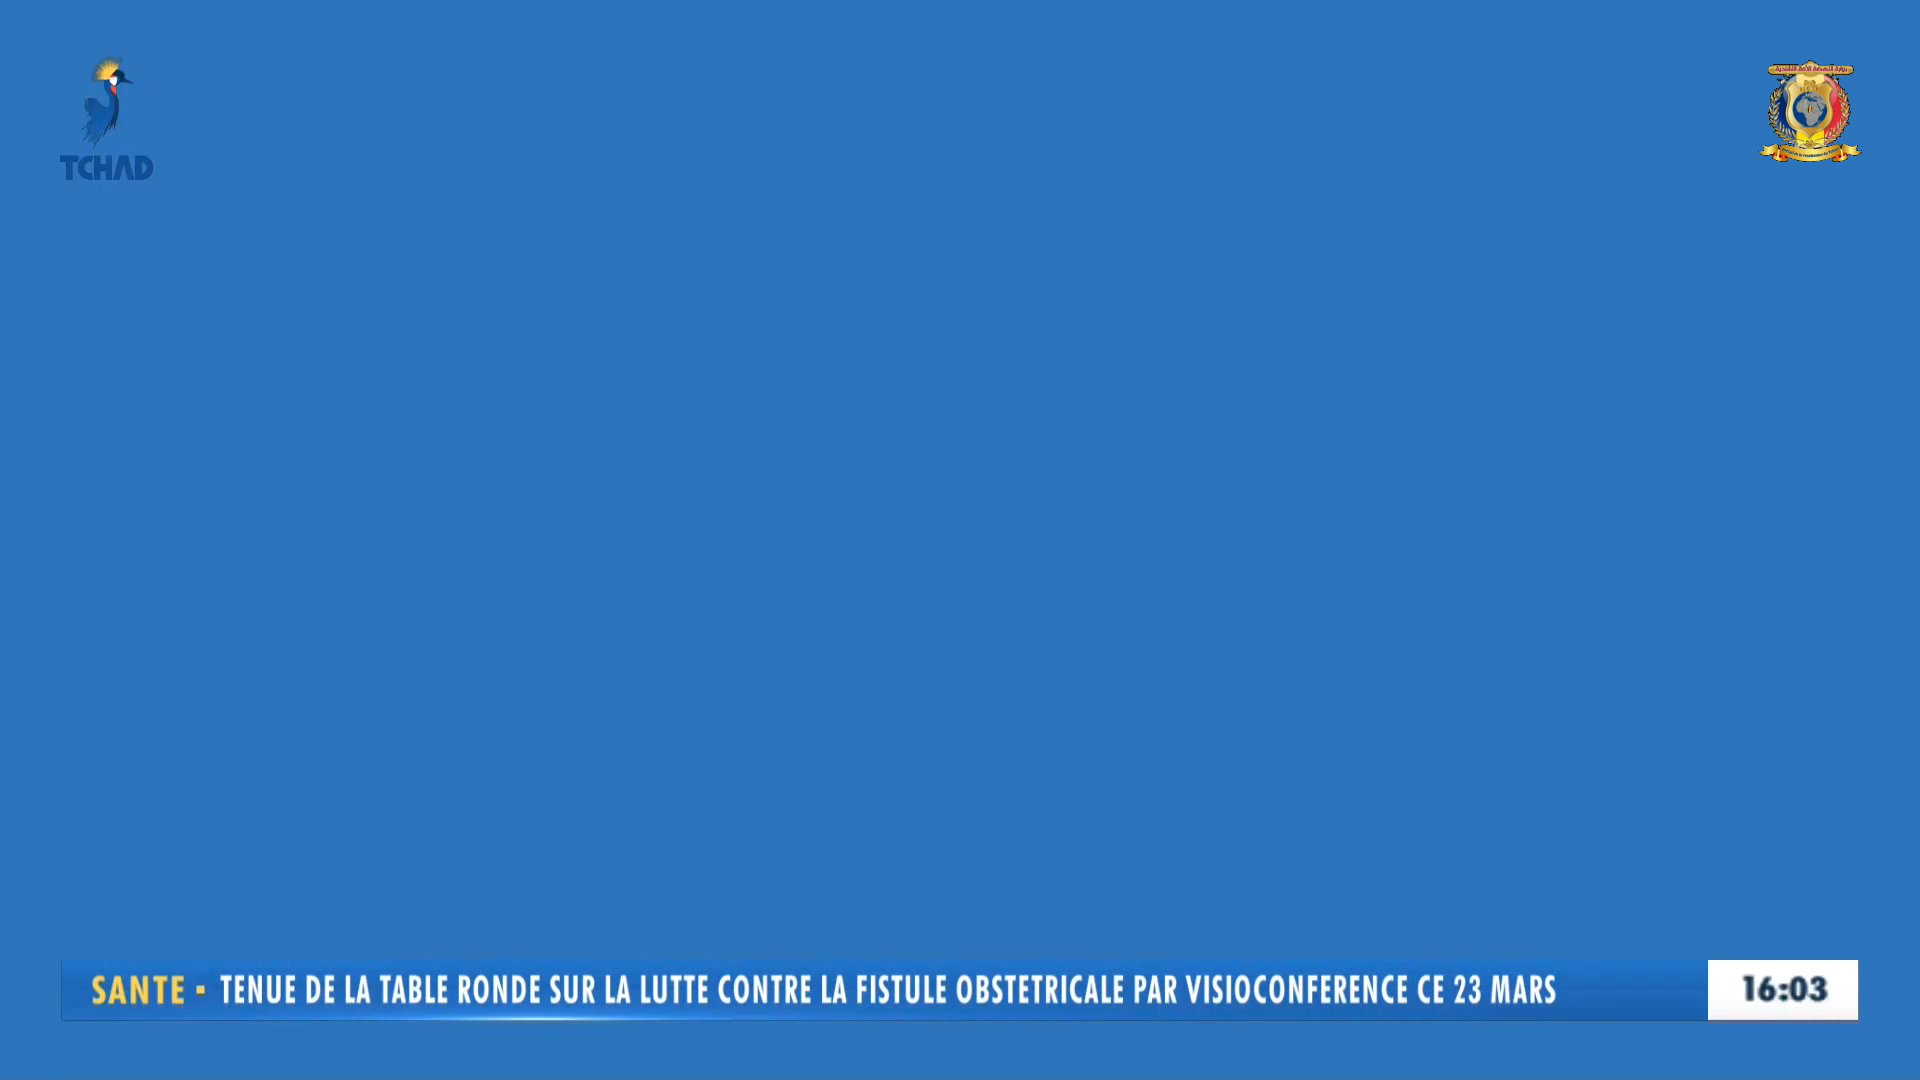 TCHAD
SANTE - TENUE DE LA TABLE RONDE SUR LA LUTTE CONTRE LA FISTULE OBSTETRICALE PAR VISIOCONFERENCE CE 23 MARS
16:03